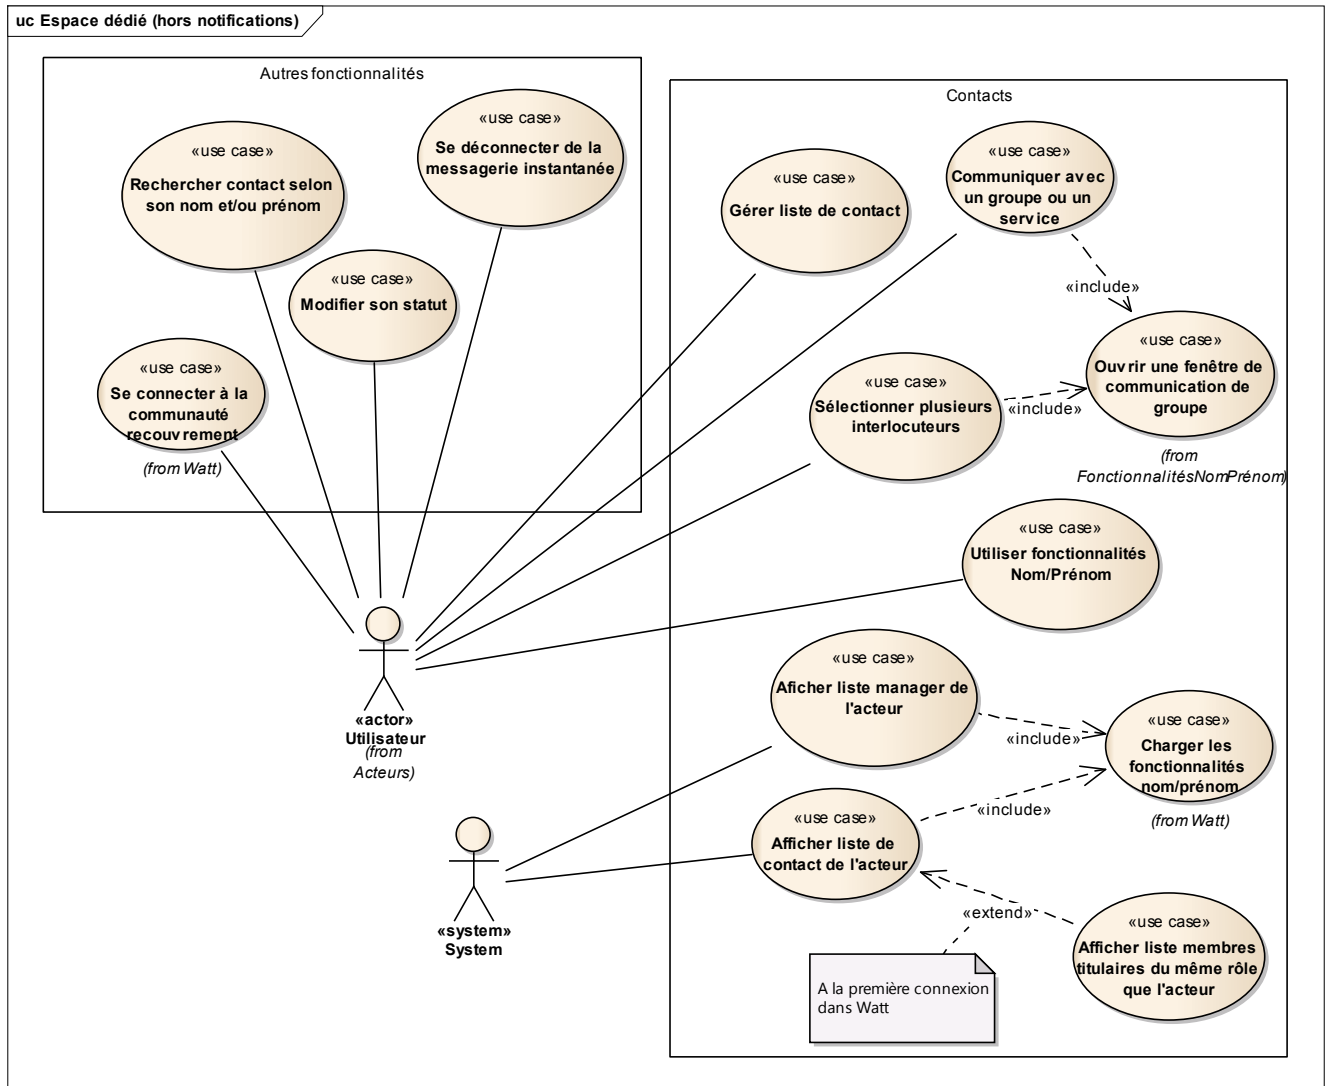 uc Espace dédié (hors notifications)
Autres fonctionnalités
«use case»
Rechercher contact selon
son nom et/ou prénom
«use case»
Se déconnecter de la
messagerie instantanée
«use case»
Modifier son statut
«use case»
Se connecter à la
communauté
recouvrement
(from Watt)
Contacts
«use case»
Gérer liste de contact
«use case»
Communiquer avec
un groupe ou un
service
«include»
«use case»
Ouvrir une fenêtre de
communication de
groupe
(from
FonctionnalitésNomPrénom)
«use case»
Sélectionner plusieurs
interlocuteurs
«include»
«use case»
Utiliser fonctionnalités
Nom/Prénom
«actor»
Utilisateur
(from
Acteurs)
«use case»
Aficher liste manager de
l'acteur
«include»
«use case»
Charger les
fonctionnalités
nom/prénom
(from Watt)
«use case»
Afficher liste de
contact de l'acteur
«include»
«system»
System
«extend»
«use case»
Afficher liste membres
titulaires du même rôle
que l'acteur
A la première connexion
dans Watt